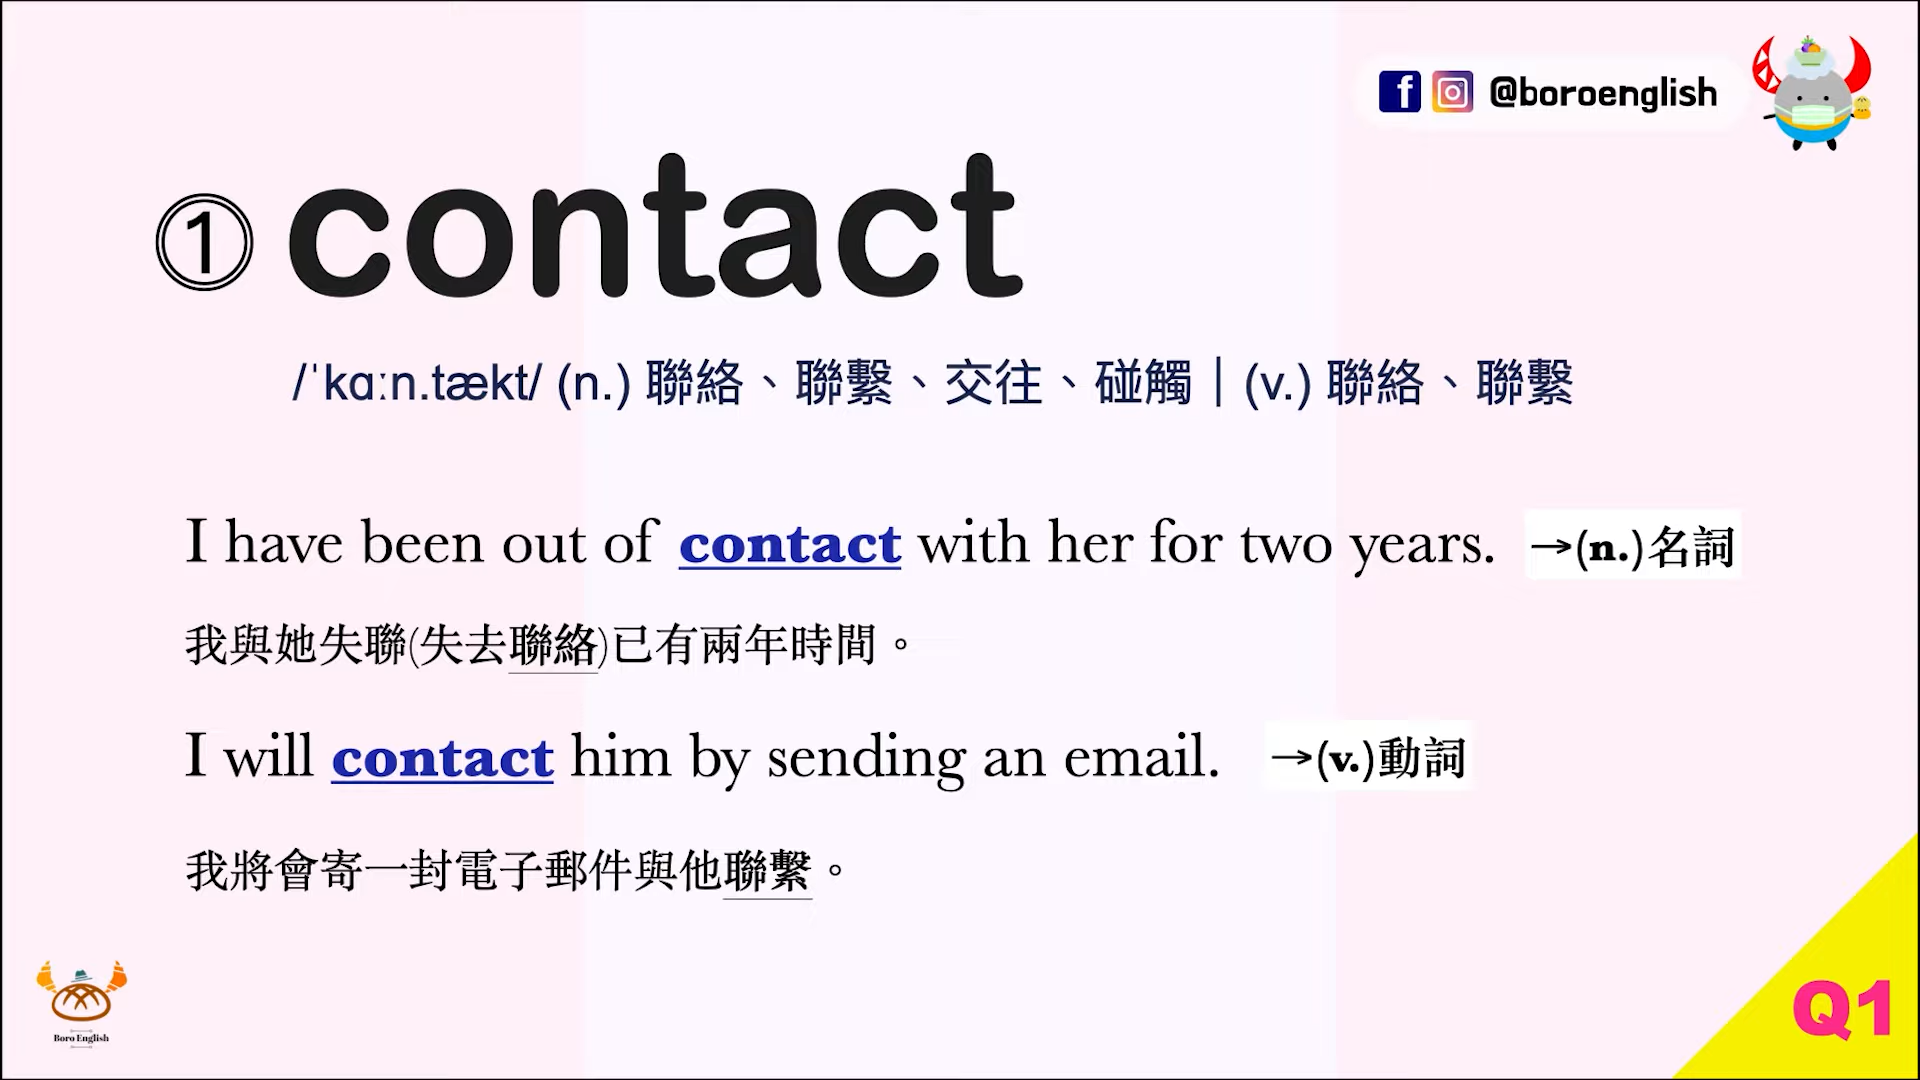 @boroenglish
① contact
/ˈkɑːn.tækt/ (n.) 聯絡、聯繫、交往、碰觸｜(v.) 聯絡、聯繫
I have been out of contact with her for two years. →(n.)名詞
我與她失聯(失去聯絡)已有兩年時間。
I will contact him by sending an email. →(v.)動詞
我將會寄一封電子郵件與他聯繫。
Boro English
Q1